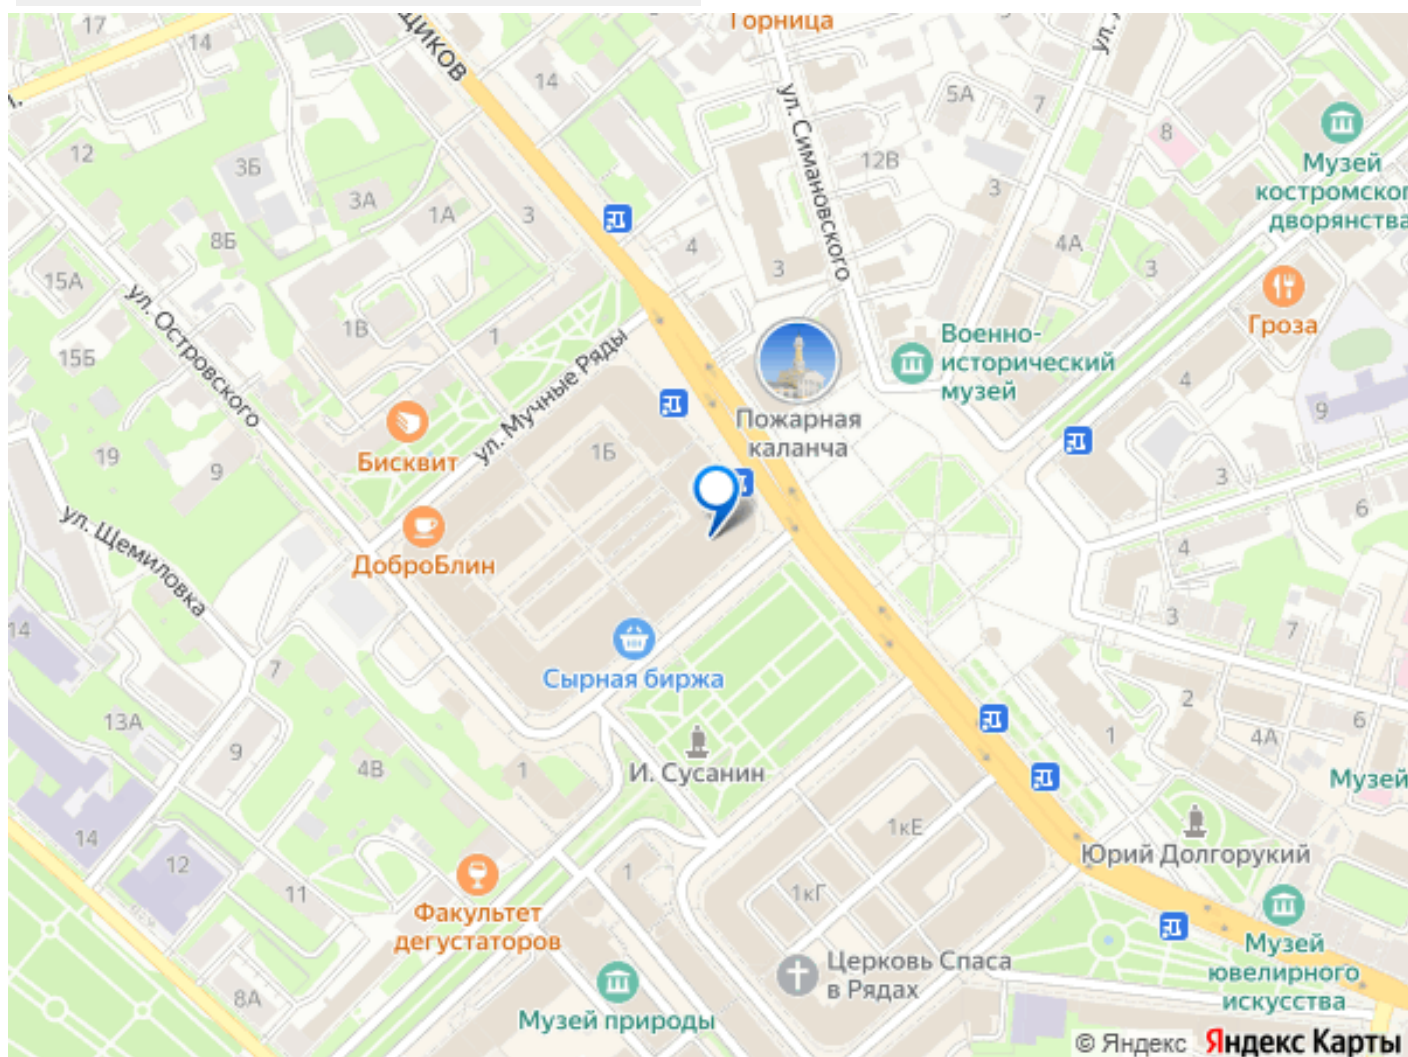 17
14
щиков
Горница
ул.
14
5А
7
8
Музей
костромског
дворянства
12
3Б
3А
1А
3
ул. Симановского
12В
3
4А
3
8Б
4
3
15А
ул. Островского
1В
1
Гроза
15Б
ул. Мучные Ряды
Военно-
исторический
музей
4
Пожарная
каланча
9
Бисквит
1Б
19
9
3
6
ул. Щемиловка
ДоброБлин
4
3
7
14
7
Сырная биржа
2
13А
9
4В
1
И. Сусанин
1
4А
6
Музей
14
12
11
1кЕ
Юрий Долгорукий
1
1кГ
Факультет
дегустаторов
Церковь Спаса
в Рядах
Музей
ювелирного
искусства
8А
Музей природы
© Яндекс Яндекс Карты